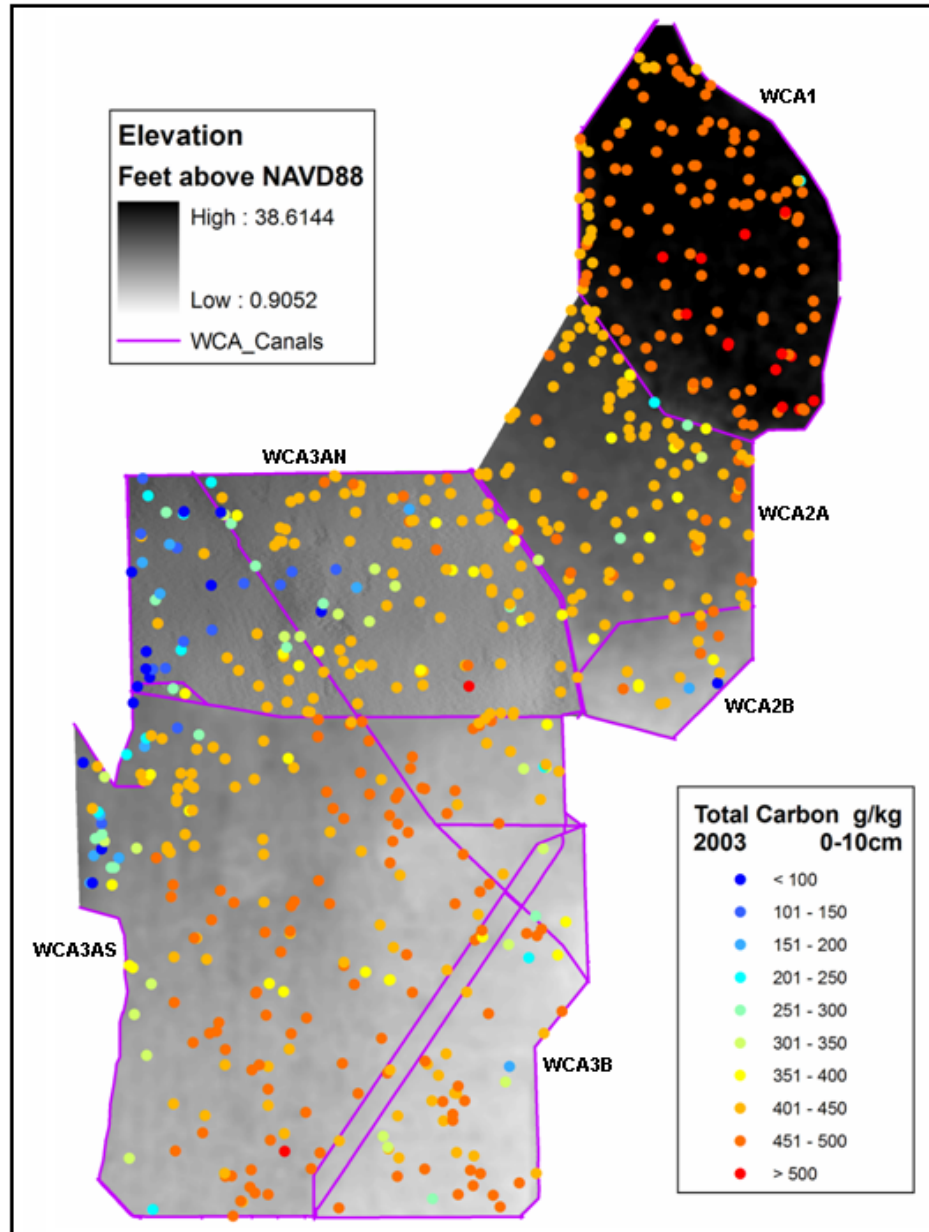 WCA1
Elevation
Feet above NAVD88
High : 38.6144
Low : 0.9052
WCA_Canals
WCA3AN
WCA2A
WCA2B
WCA3AS
WCA3B
Total Carbon g/kg
2003 0-10cm
< 100
101 - 150
151 - 200
201 - 250
251 - 300
301 - 350
351 - 400
401 - 450
451 - 500
> 500